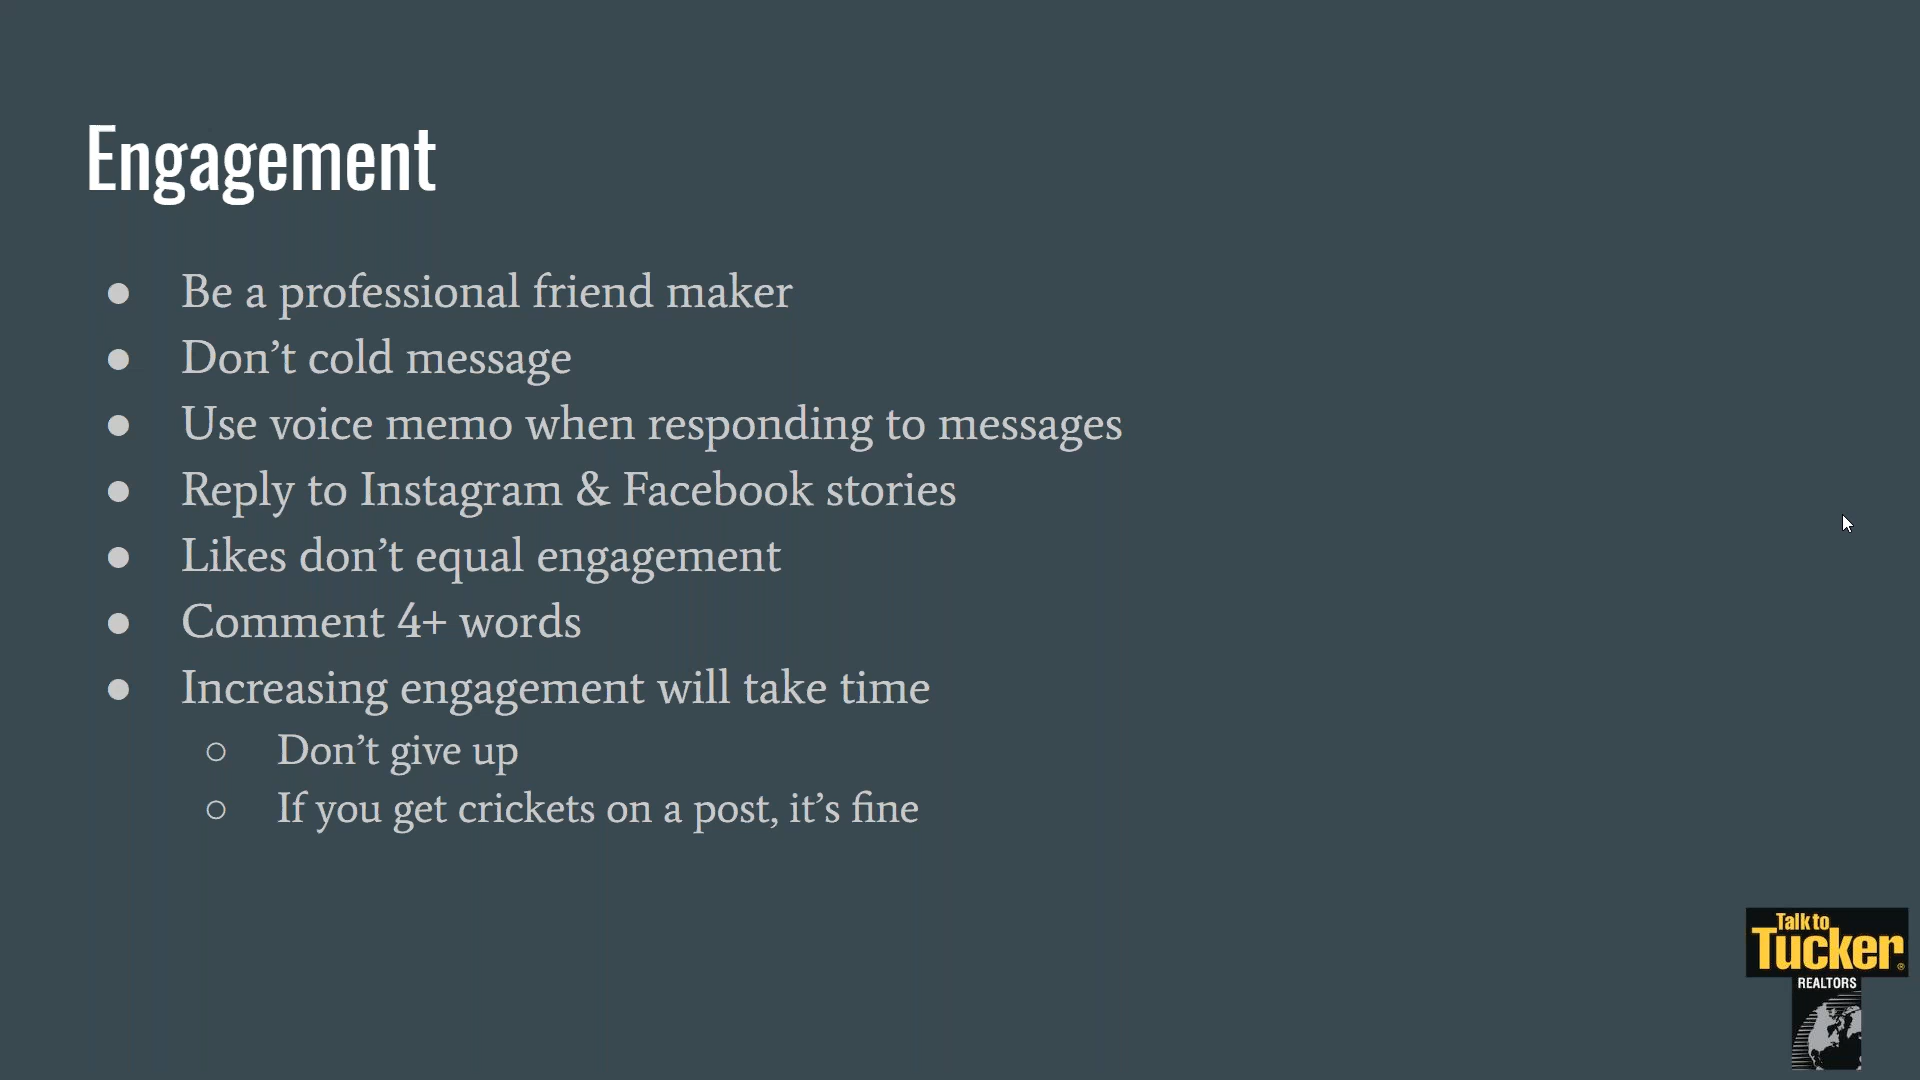 Engagement
● Be a professional friend maker
● Don’t cold message
● Use voice memo when responding to messages
● Reply to Instagram & Facebook stories
● Likes don’t equal engagement
● Comment 4+ words
● Increasing engagement will take time
○ Don’t give up
○ If you get crickets on a post, it’s fine
Talk to
Tucker®
REALTORS